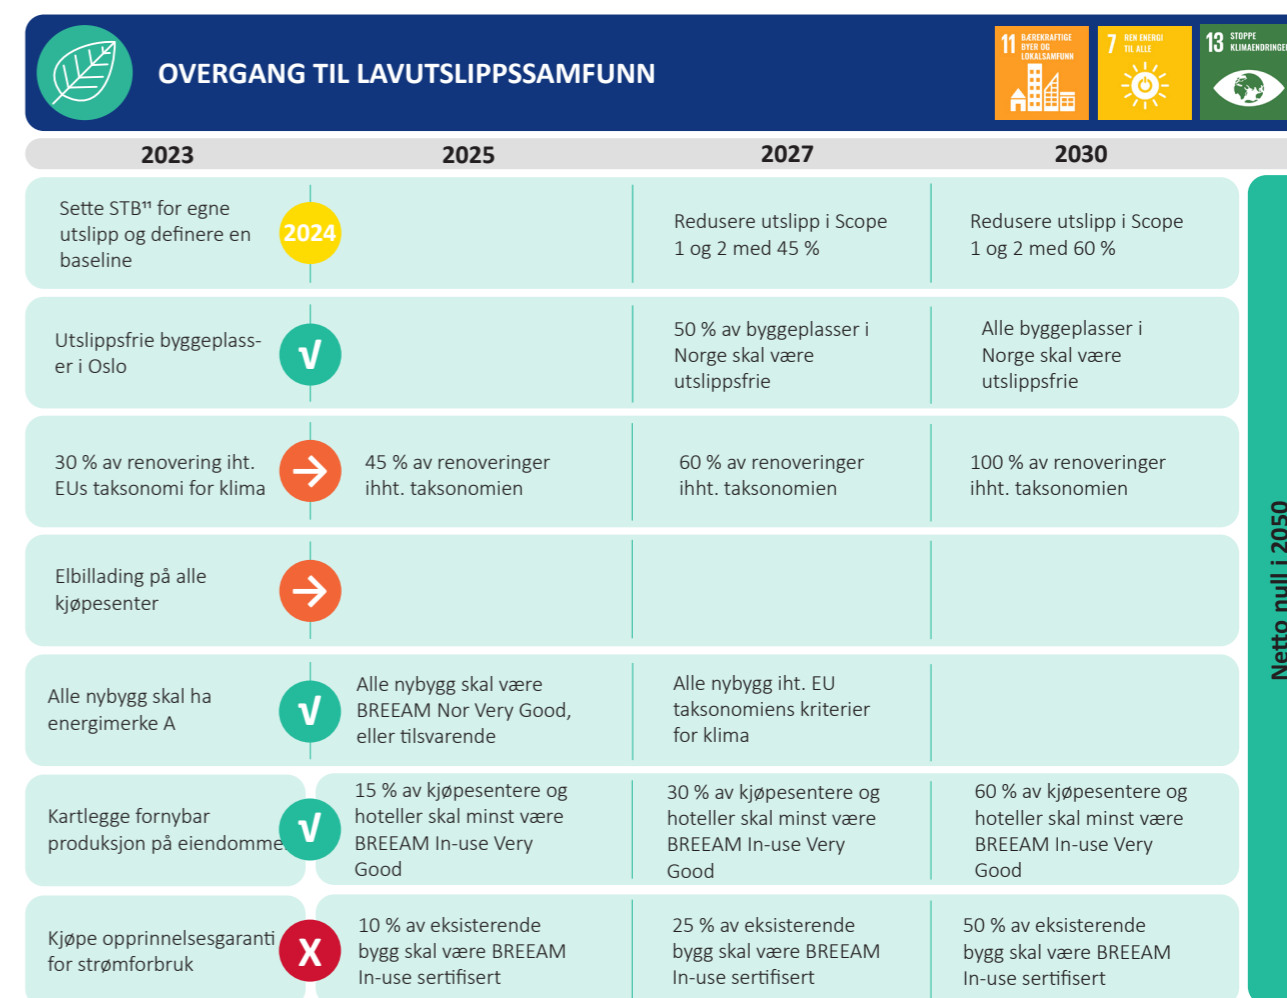 OVERGANG TIL LAVUTSLIPPSSAMFUNN
11 BÆREKRAFTIGE
BYER OG
LOKALSAMFUNN
7 REN ENERGI
TIL ALLE
13 STOPPE
KLIMAENDRINGE
2023
2025
2027
2030
Sette STB¹¹ for egne
utslipp og definere en
baseline
2024
Redusere utslipp i Scope
1 og 2 med 45 %
Redusere utslipp i Scope
1 og 2 med 60 %
Utslippsfrie byggeplass-
er i Oslo
√
50 % av byggeplasser i
Norge skal være
utslippsfrie
Alle byggeplasser i
Norge skal være
utslippsfrie
30 % av renovering iht.
EUs taksonomi for klima
→
45 % av renoveringer
ihht. taksonomien
60 % av renoveringer
ihht. taksonomien
100 % av renoveringer
ihht. taksonomien
Elbillading på alle
kjøpesenter
→
Alle nybygg skal ha
energimerke A
√
Alle nybygg skal være
BREEAM Nor Very Good,
eller tilsvarende
Alle nybygg iht. EU
taksonomiens kriterier
for klima
Kartlegge fornybar
produksjon på eiendomme
√
15 % av kjøpesentere og
hoteller skal minst være
BREEAM In-use Very
Good
30 % av kjøpesentere og
hoteller skal minst være
BREEAM In-use Very
Good
60 % av kjøpesentere og
hoteller skal minst være
BREEAM In-use Very
Good
Kjøpe opprinnelsesgaranti
for strømforbruk
X
10 % av eksisterende
bygg skal være BREEAM
In-use sertifisert
25 % av eksisterende
bygg skal være BREEAM
In-use sertifisert
50 % av eksisterende
bygg skal være BREEAM
In-use sertifisert
Netto null i 2050